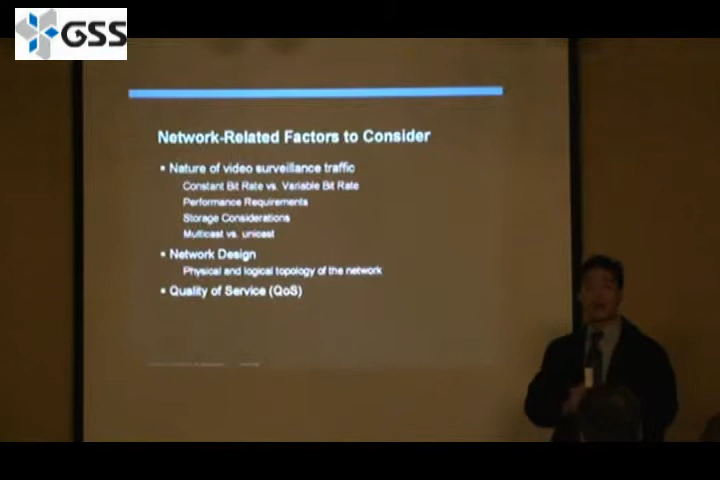 GSS
Network-Related Factors to Consider
• Nature of video surveillance traffic
Constant Bit Rate vs. Variable Bit Rate
Performance Requirements
Storage Considerations
Multicast vs. unicast
• Network Design
Physical and logical topology of the network
• Quality of Service (QoS)